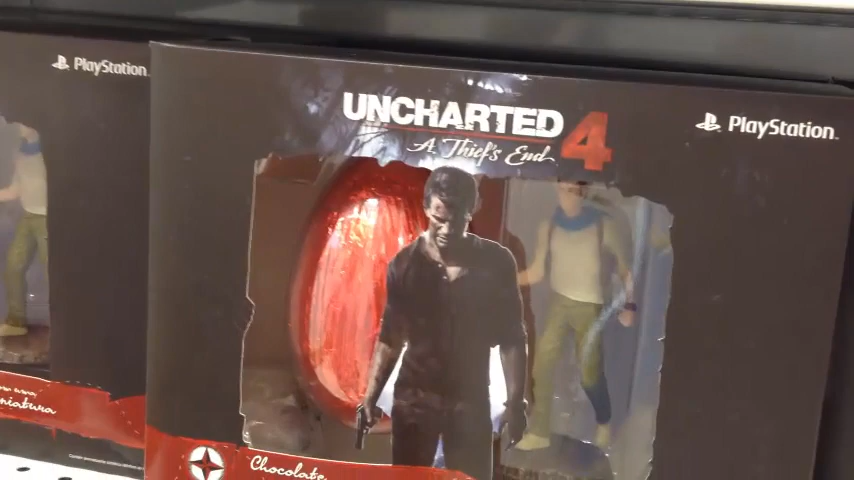 PlayStation
UNCHARTED 4
A Thief's End
PlayStation
Chocolate